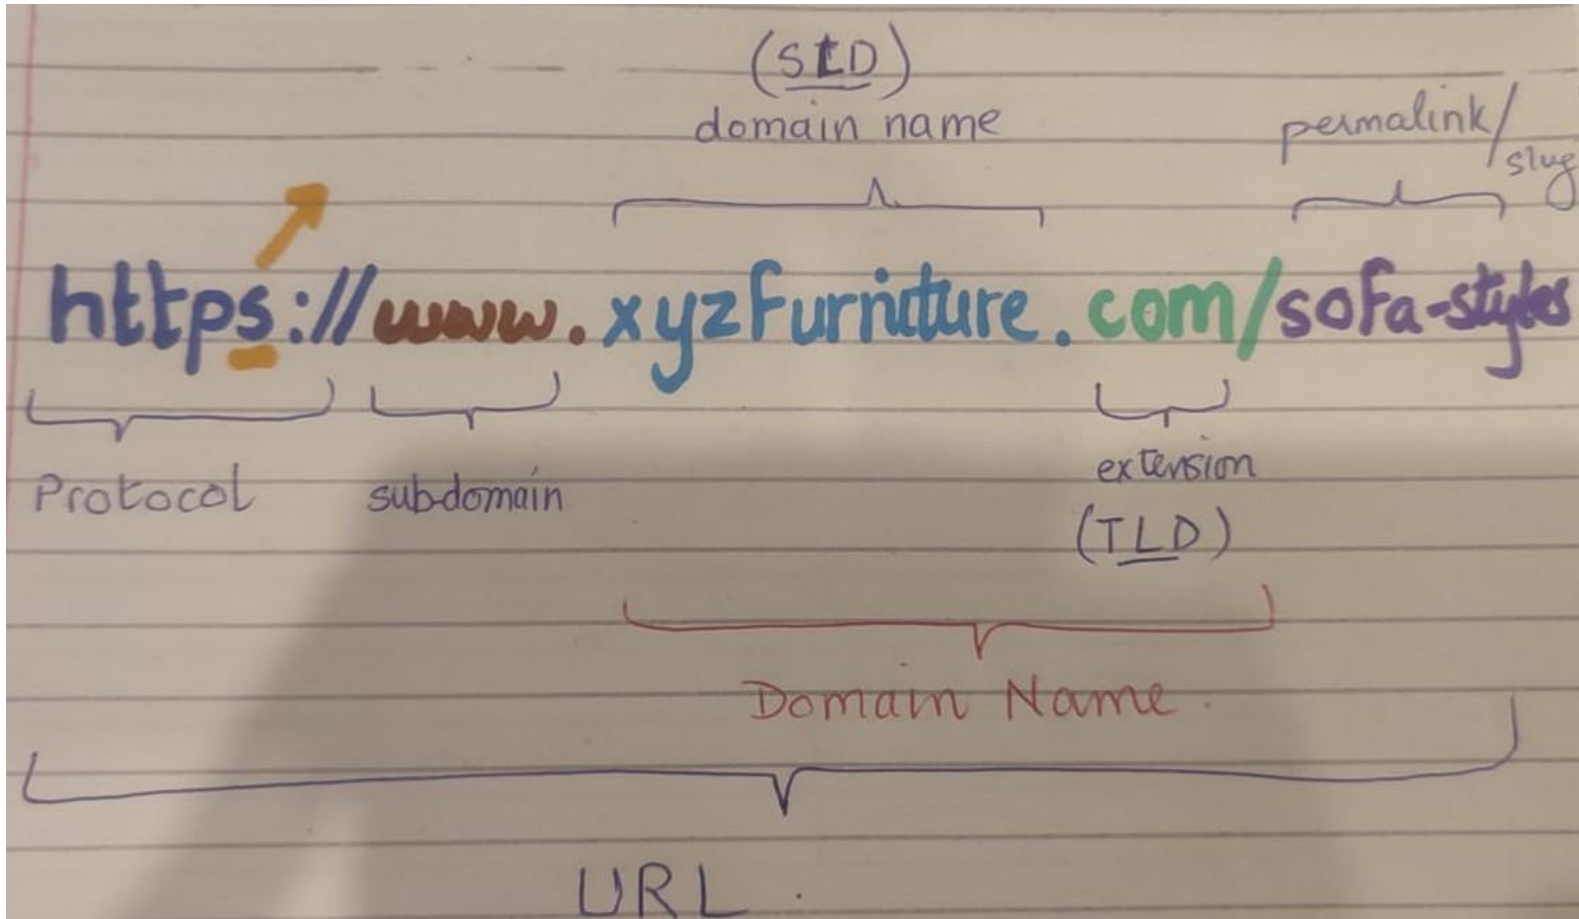 (SLD)
domain name
permalink/
slug
https://www.xyzfurniture.com/sofa-styles
Protocol
subdomain
extension
(TLD)
Domain Name
URL